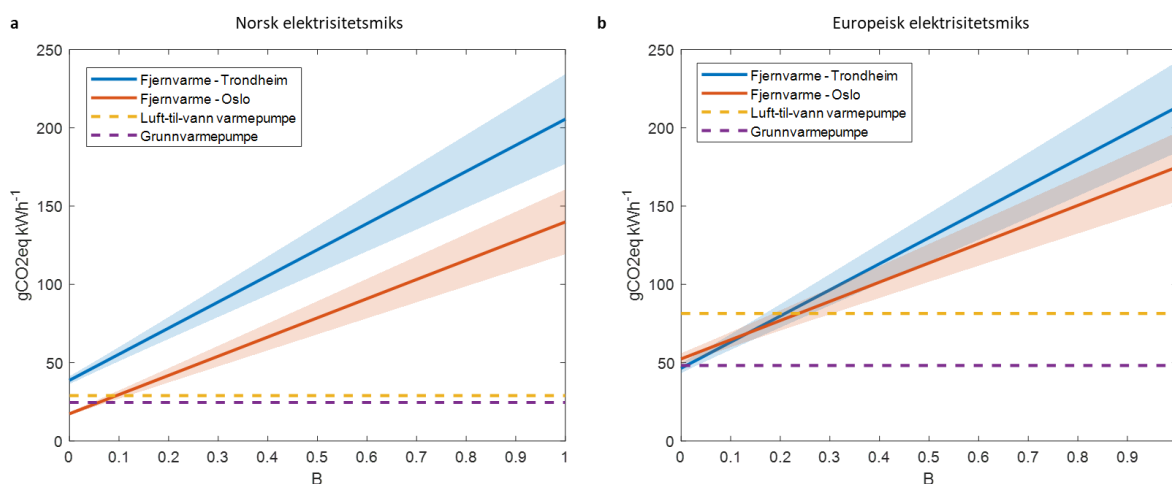 a
Norsk elektrisitetsmiks
250
200
150
100
50
0
gCO2eq kWh⁻¹
Fjernvarme - Trondheim
Fjernvarme - Oslo
Luft-til-vann varmepumpe
Grunnvarmepumpe
0 0.1 0.2 0.3 0.4 0.5 0.6 0.7 0.8 0.9 1
B
b
Europeisk elektrisitetsmiks
250
200
150
100
50
0
gCO2eq kWh⁻¹
Fjernvarme - Trondheim
Fjernvarme - Oslo
Luft-til-vann varmepumpe
Grunnvarmepumpe
0 0.1 0.2 0.3 0.4 0.5 0.6 0.7 0.8 0.9
B